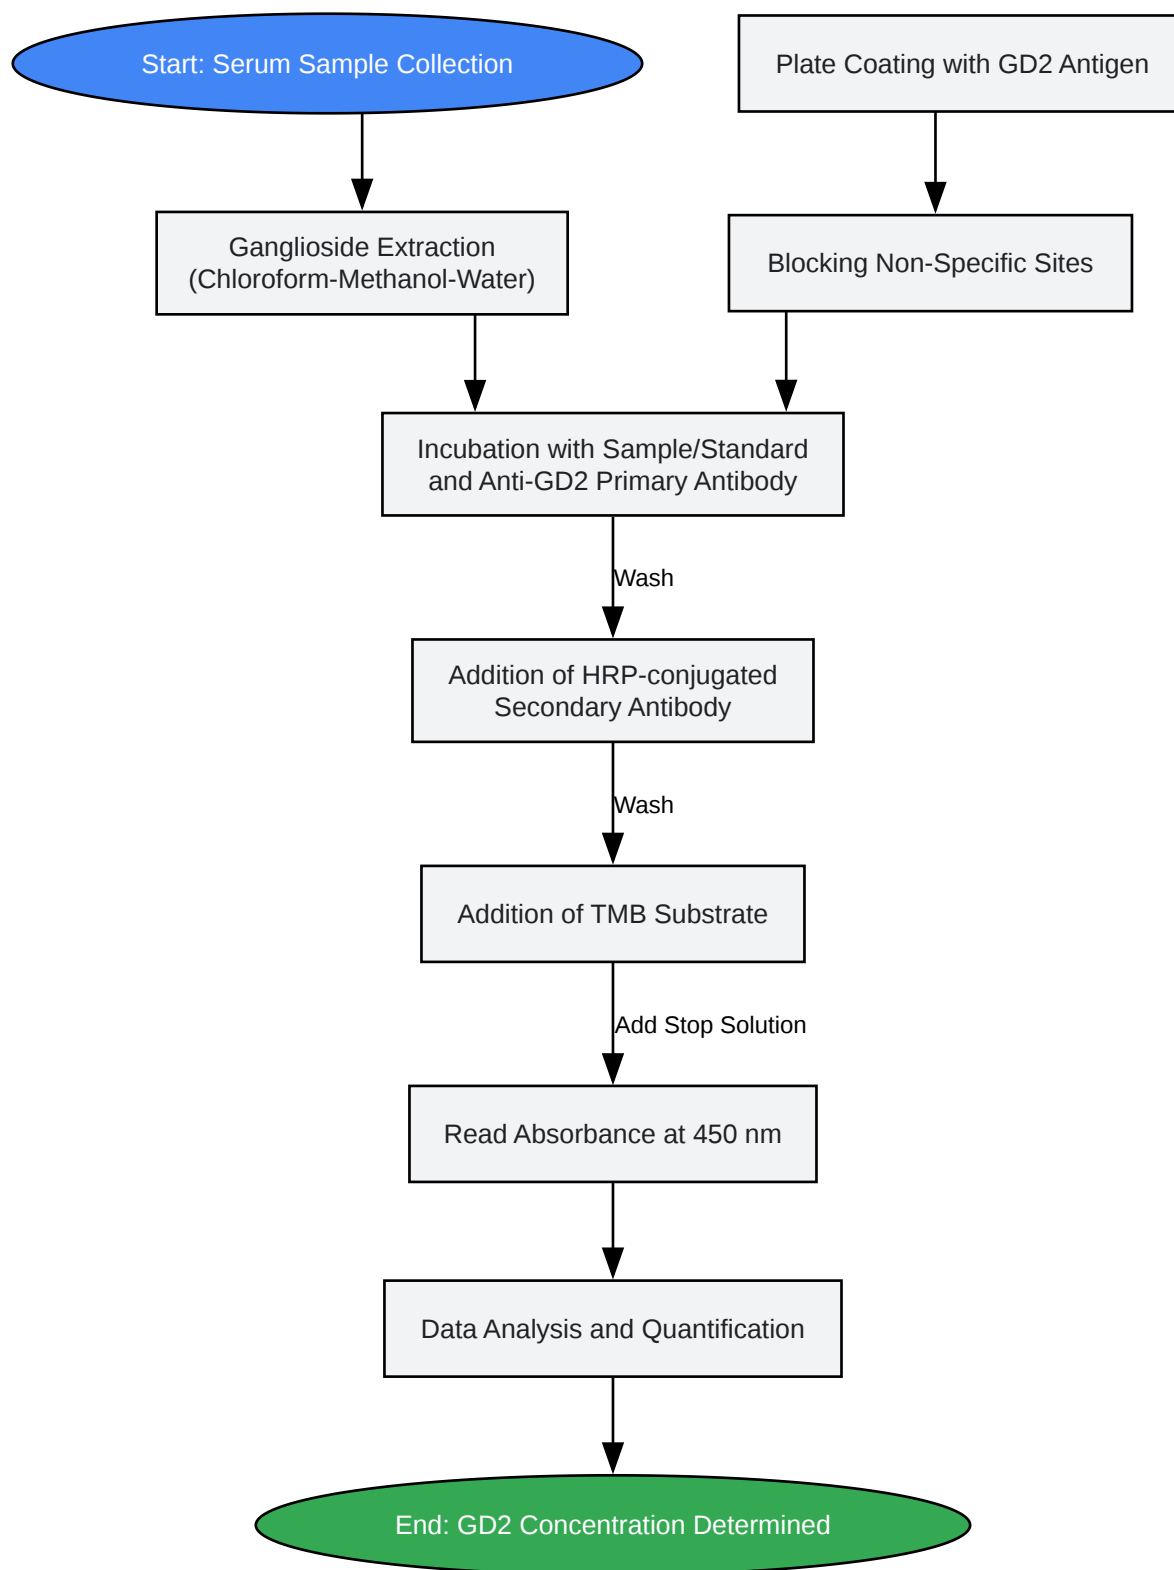 Start: Serum Sample Collection
Plate Coating with GD2 Antigen
Ganglioside Extraction
(Chloroform-Methanol-Water)
Blocking Non-Specific Sites
Incubation with Sample/Standard
and Anti-GD2 Primary Antibody
Wash
Addition of HRP-conjugated
Secondary Antibody
Wash
Addition of TMB Substrate
Add Stop Solution
Read Absorbance at 450 nm
Data Analysis and Quantification
End: GD2 Concentration Determined